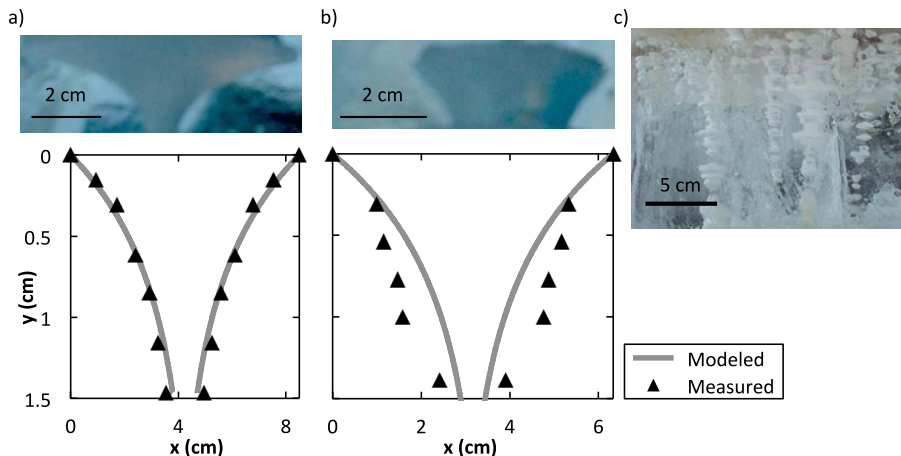 a)
b)
c)
2 cm
2 cm
5 cm
0
0.5
1
1.5
y (cm)
0 4 8
x (cm)
0 2 4 6
x (cm)
Modeled
Measured